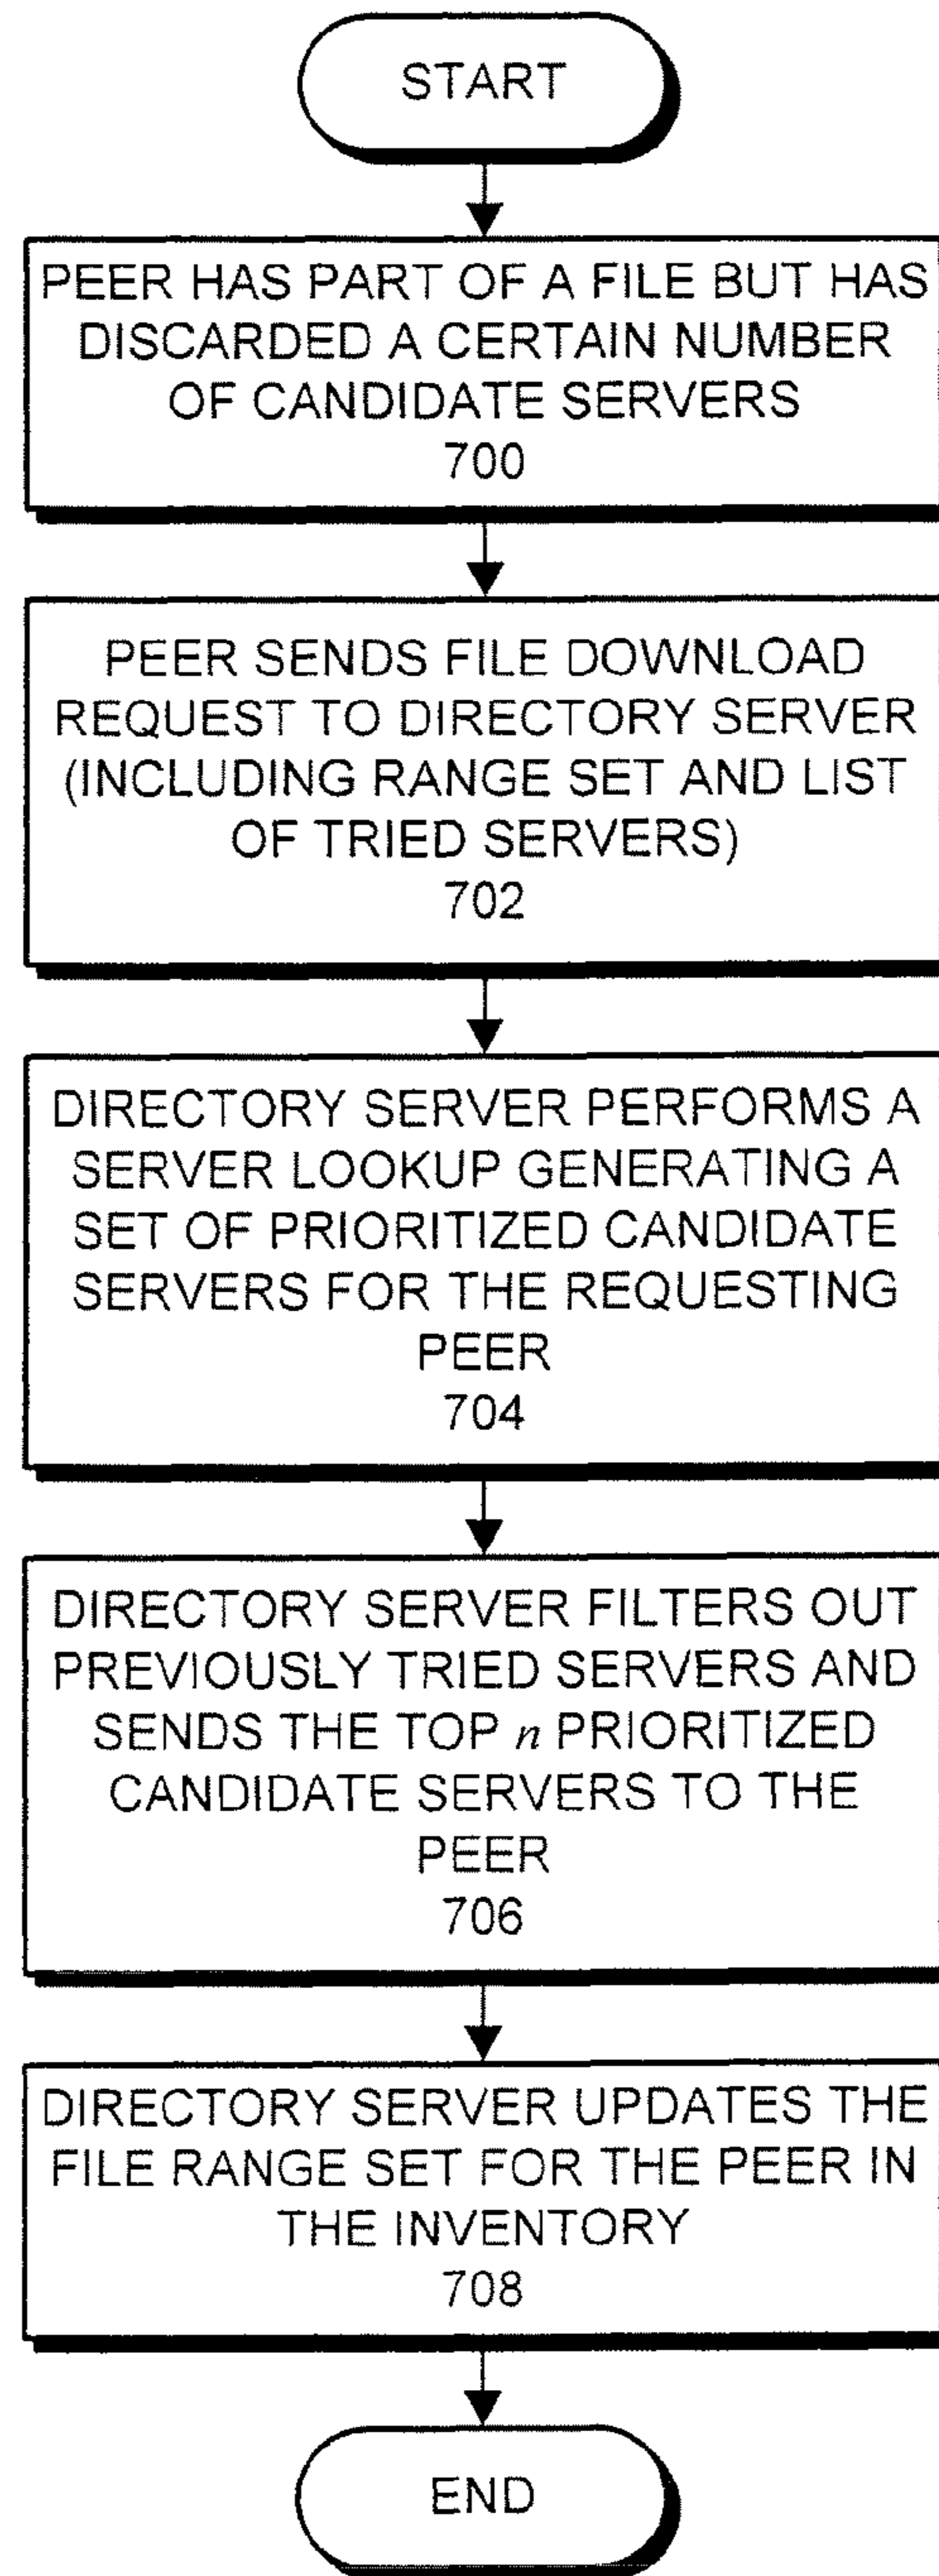 START
PEER HAS PART OF A FILE BUT HAS
DISCARDED A CERTAIN NUMBER
OF CANDIDATE SERVERS
700
PEER SENDS FILE DOWNLOAD
REQUEST TO DIRECTORY SERVER
(INCLUDING RANGE SET AND LIST
OF TRIED SERVERS)
702
DIRECTORY SERVER PERFORMS A
SERVER LOOKUP GENERATING A
SET OF PRIORITIZED CANDIDATE
SERVERS FOR THE REQUESTING
PEER
704
DIRECTORY SERVER FILTERS OUT
PREVIOUSLY TRIED SERVERS AND
SENDS THE TOP n PRIORITIZED
CANDIDATE SERVERS TO THE
PEER
706
DIRECTORY SERVER UPDATES THE
FILE RANGE SET FOR THE PEER IN
THE INVENTORY
708
END